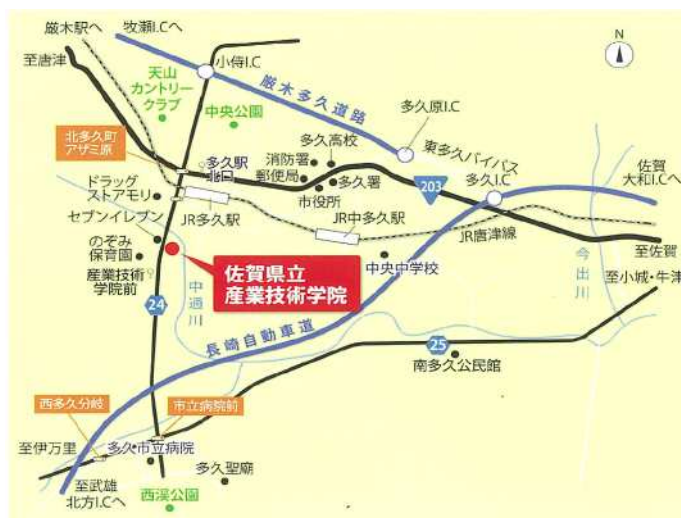 厳木駅へ
牧瀬I.Cへ
至唐津
小侍I.C
N
天山
カントリー
クラブ
中央公園
厳木多久道路
多久原I.C
北多久町
アザミ原
多久駅
北口
消防署
多久高校
郵便局
多久署
市役所
東多久バイパス
203
多久I.C
佐賀
大和I.Cへ
ドラッグ
ストアモリ
セブンイレブン
JR多久駅
JR中多久駅
JR唐津線
のぞみ
保育園
産業技術
学院前
佐賀県立
産業技術学院
中央中学校
至佐賀
今出川
至小城・牛津
24
中通川
長崎自動車道
25
南多久公民館
西多久分岐
市立病院前
至伊万里
多久市立病院
多久聖廟
至武雄
北方I.Cへ
西渓公園